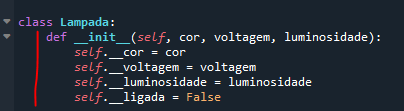 class Lampada:
    def __init__(self, cor, voltagem, luminosidade):
        self.__cor = cor
        self.__voltagem = voltagem
        self.__luminosidade = luminosidade
        self.__ligada = False